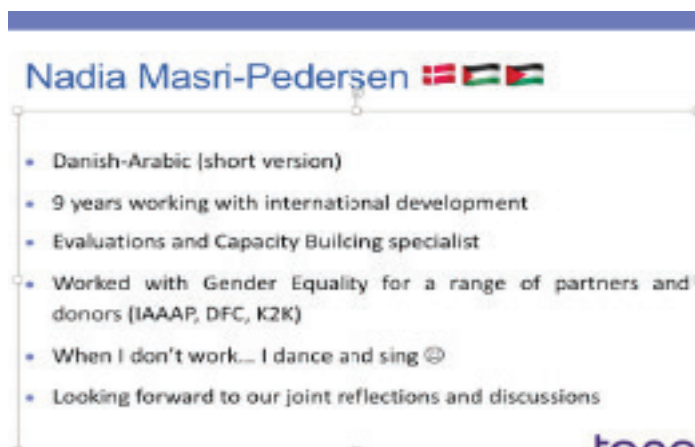 Nadia Masri-Pedersen 🇩🇰🇵🇸🇯🇴
• Danish-Arabic (short version)
• 9 years working with international development
• Evaluations and Capacity Builcing specialist
• Worked with Gender Equality for a range of partners and
donors (IAAAP, DFC, K2K)
• When I don't work... I dance and sing ☺
• Looking forward to our joint reflections and discussions